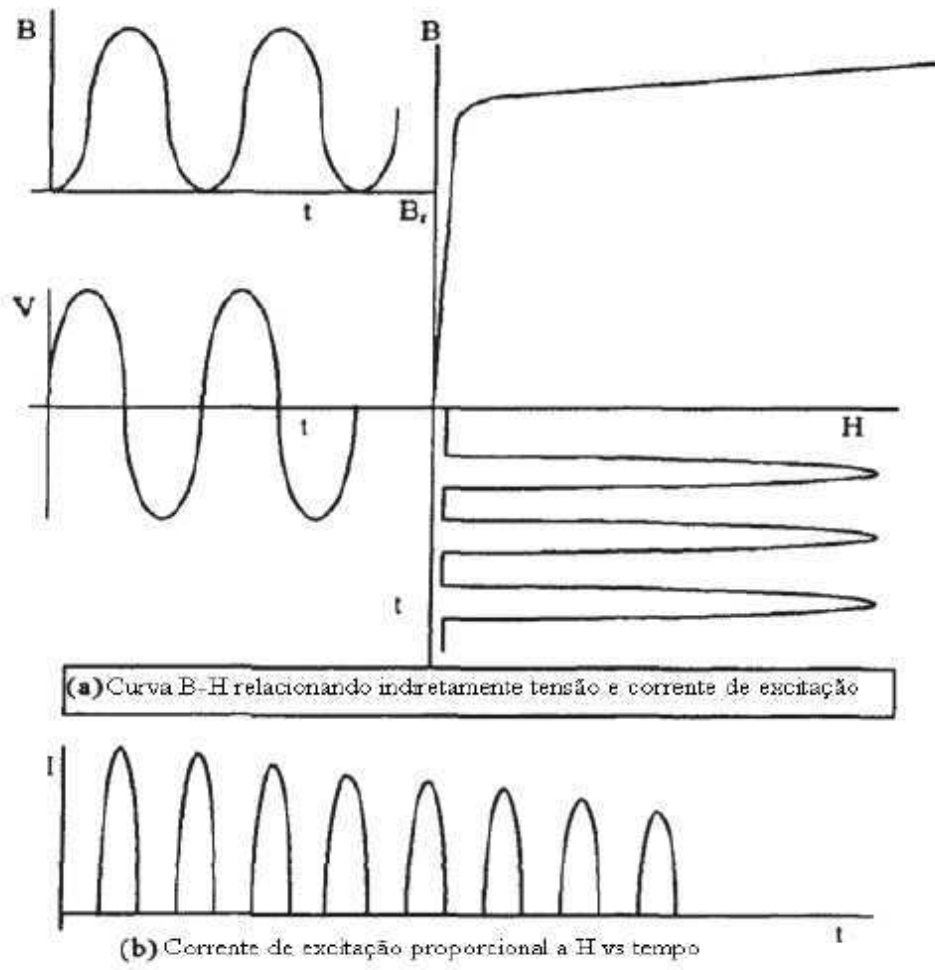 B
B
t
Br
V
t
H
t
(a) Curva B-H relacionando indiretamente tensão e corrente de excitação
I
t
(b) Corrente de excitação proporcional a H vs tempo